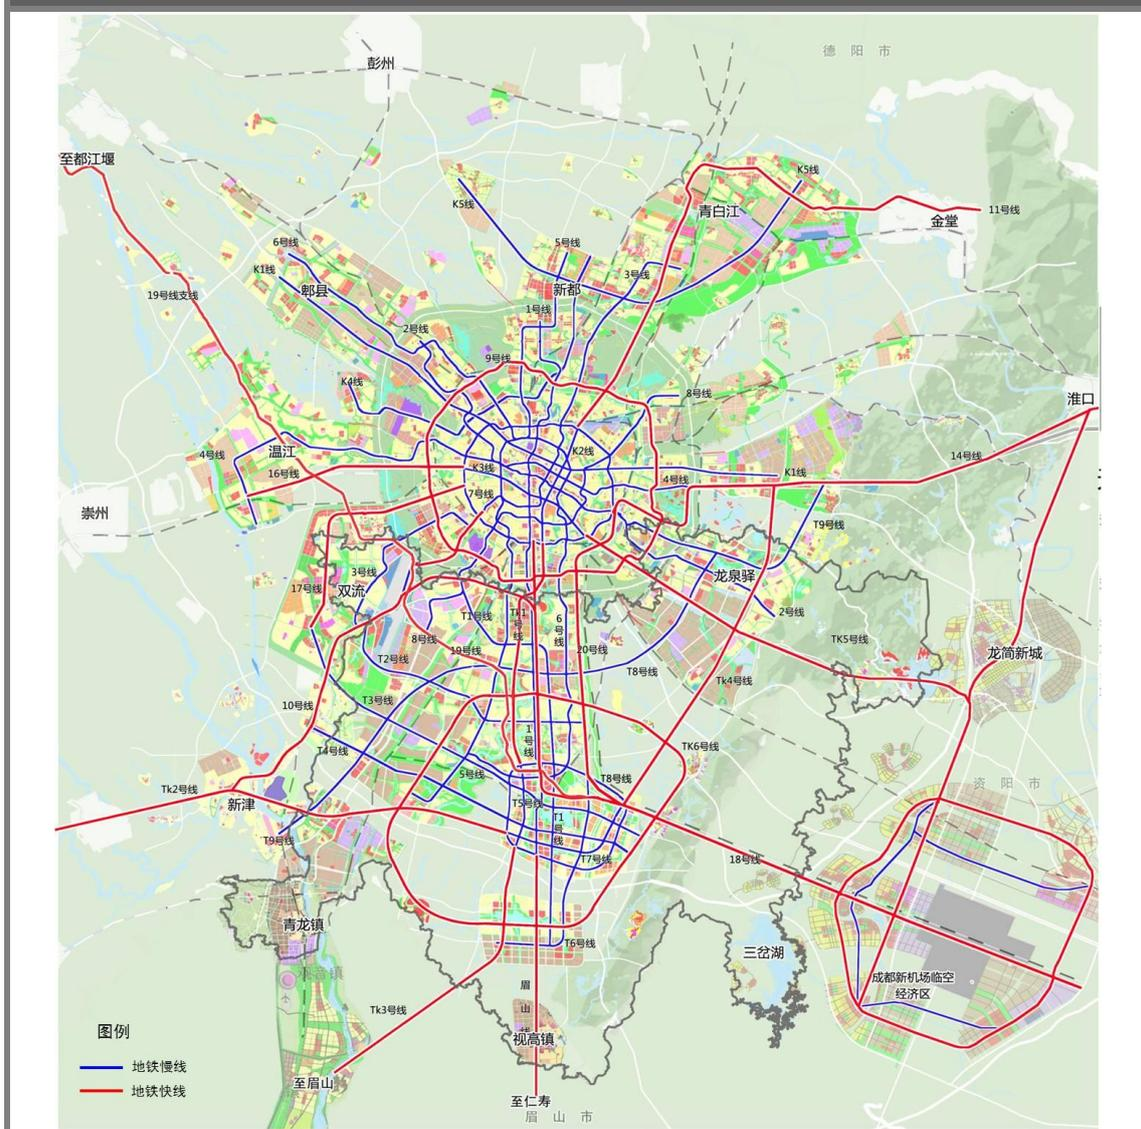 德阳市
彭州
至都江堰
K5线
K5线
青白江
金堂
11号线
6号线
5号线
K1线
3号线
郫县
新都
19号线支线
1号线
2号线
9号线
K4线
8号线
淮口
4号线
温江
K2线
14号线
16号线
K3线
4号线
K1线
7号线
崇州
T9号线
3号线
龙泉驿
17号线
双流
2号线
T1号线
Tk1号线
6号线
8号线
19号线
20号线
TK5号线
龙简新城
T2号线
T8号线
Tk4号线
T3号线
10号线
1号线
T4号线
TK6号线
5号线
T8号线
资阳市
Tk2号线
新津
T5号线
T1号线
T9号线
T7号线
18号线
青龙镇
T6号线
三岔湖
观音镇
眉山线
成都新机场临空
经济区
Tk3号线
图例
视高镇
地铁慢线
至眉山
地铁快线
至仁寿
眉山市